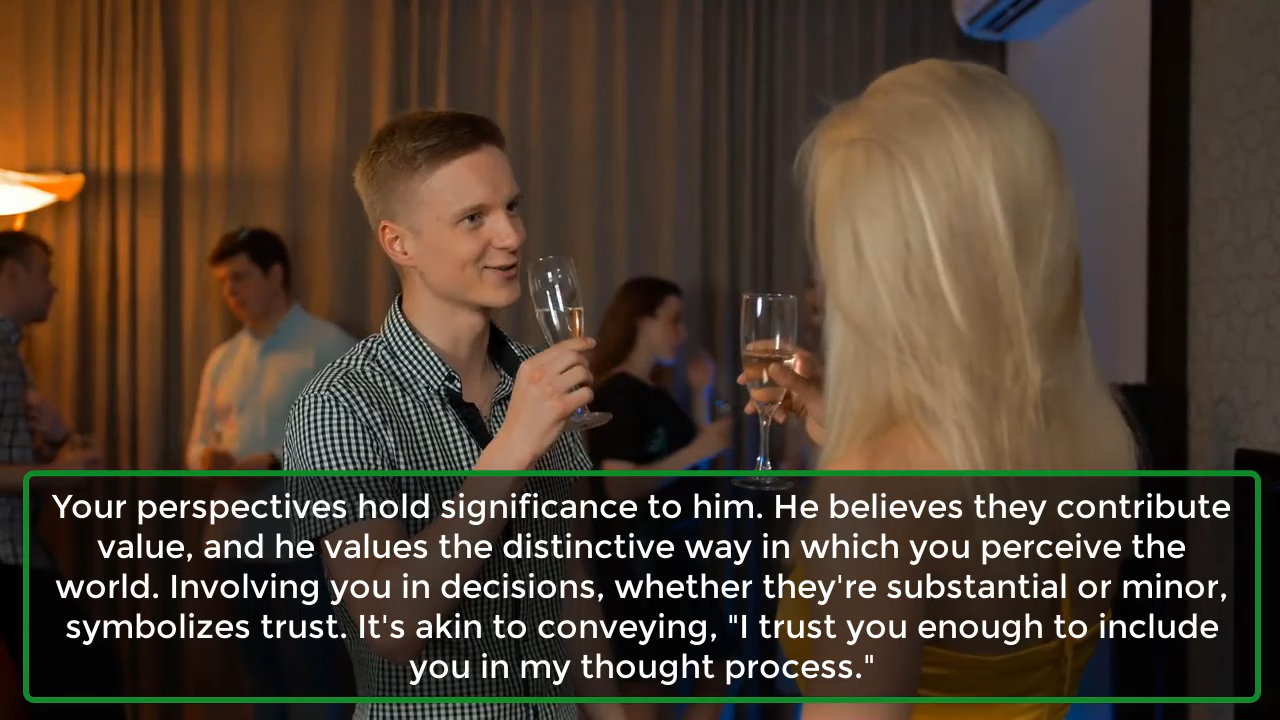 Your perspectives hold significance to him. He believes they contribute
value, and he values the distinctive way in which you perceive the
world. Involving you in decisions, whether they're substantial or minor,
symbolizes trust. It's akin to conveying, "I trust you enough to include
you in my thought process."